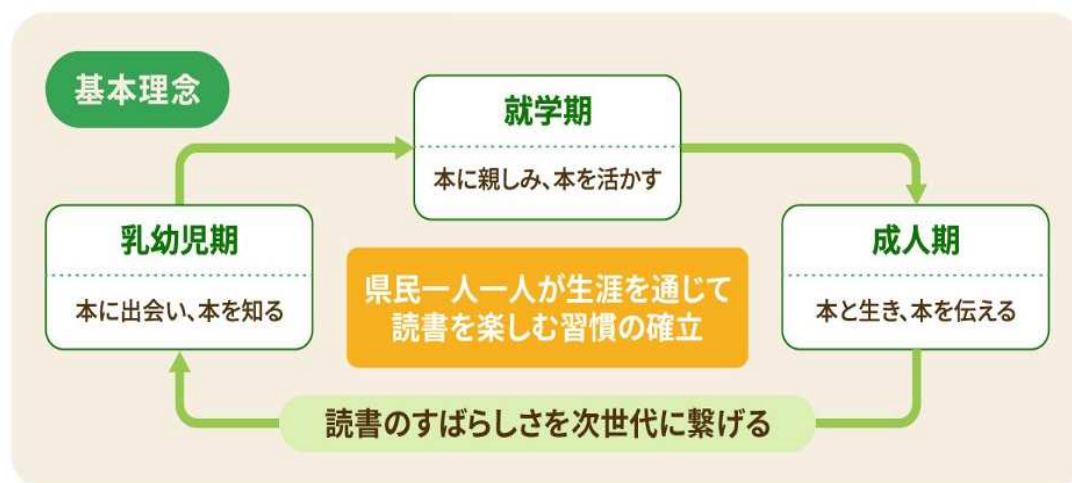 基本理念
就学期
本に親しみ、本を活かす
乳幼児期
本に出会い、本を知る
県民一人一人が生涯を通じて
読書を楽しむ習慣の確立
成人期
本と生き、本を伝える
読書のすばらしさを次世代に繋げる